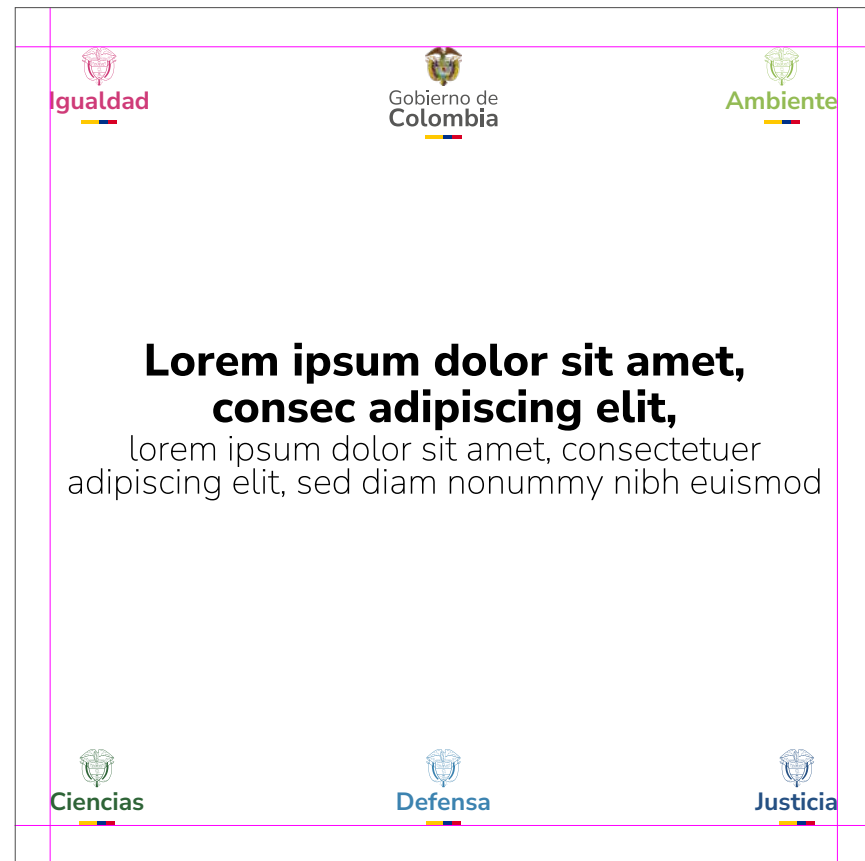 Igualdad
Gobierno de
Colombia
Ambiente
Lorem ipsum dolor sit amet,
consec adipiscing elit,
lorem ipsum dolor sit amet, consectetuer
adipiscing elit, sed diam nonummy nibh euismod
Ciencias
Defensa
Justicia